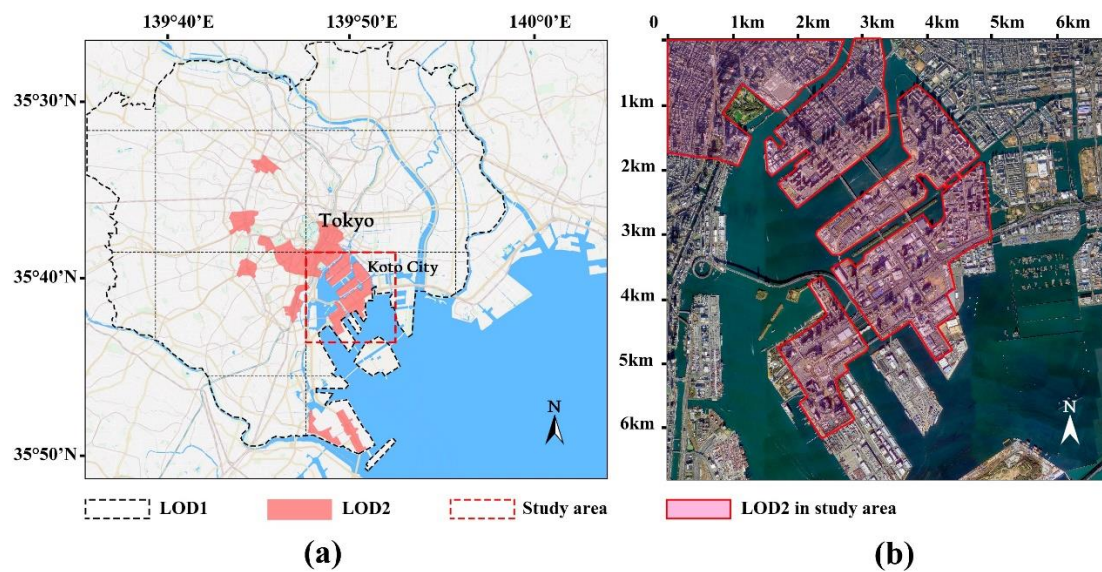 139°40’E 139°50’E 140°0’E
35°30’N
35°40’N
35°50’N
Tokyo
Koto City
N
LOD1 LOD2 Study area
(a)
0 1km 2km 3km 4km 5km 6km
1km
2km
3km
4km
5km
6km
N
LOD2 in study area
(b)